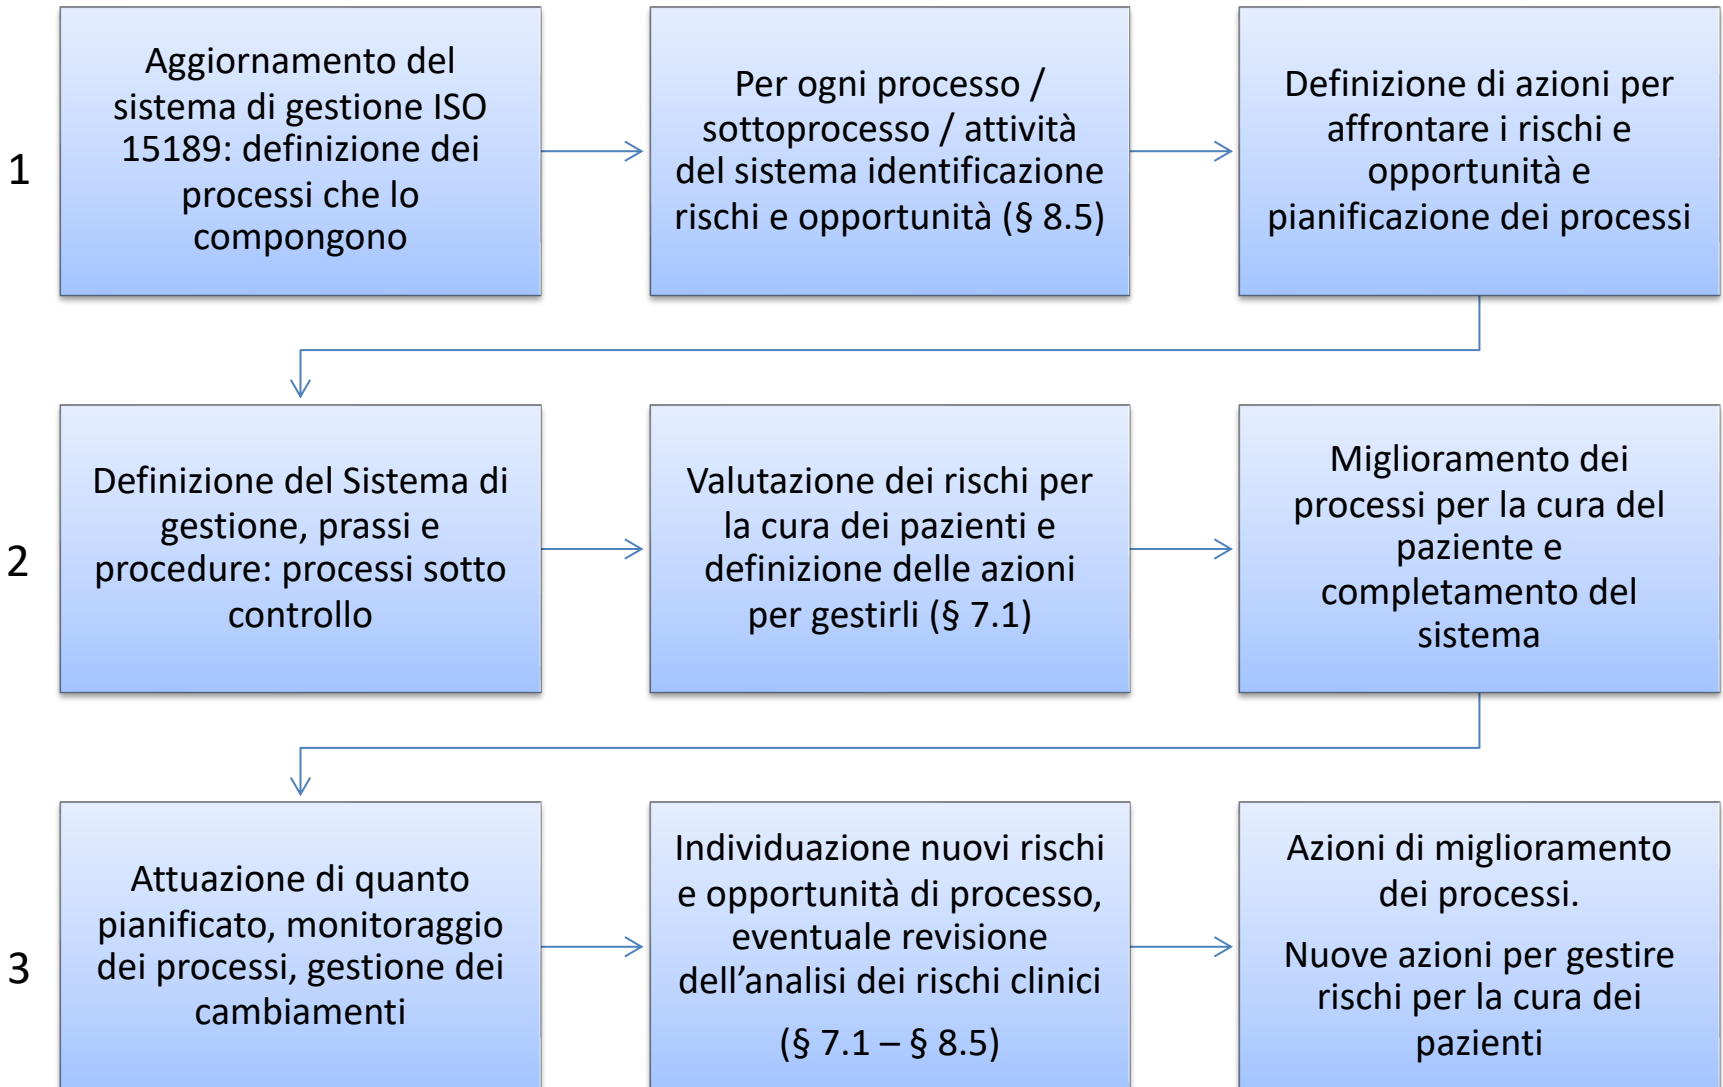 1
Aggiornamento del
sistema di gestione ISO
15189: definizione dei
processi che lo
compongono
Per ogni processo /
sottoprocesso / attività
del sistema identificazione
rischi e opportunità (§ 8.5)
Definizione di azioni per
affrontare i rischi e
opportunità e
pianificazione dei processi
2
Definizione del Sistema di
gestione, prassi e
procedure: processi sotto
controllo
Valutazione dei rischi per
la cura dei pazienti e
definizione delle azioni
per gestirli (§ 7.1)
Miglioramento dei
processi per la cura del
paziente e
completamento del
sistema
3
Attuazione di quanto
pianificato, monitoraggio
dei processi, gestione dei
cambiamenti
Individuazione nuovi rischi
e opportunità di processo,
eventuale revisione
dell’analisi dei rischi clinici
(§ 7.1 – § 8.5)
Azioni di miglioramento
dei processi.
Nuove azioni per gestire
rischi per la cura dei
pazienti